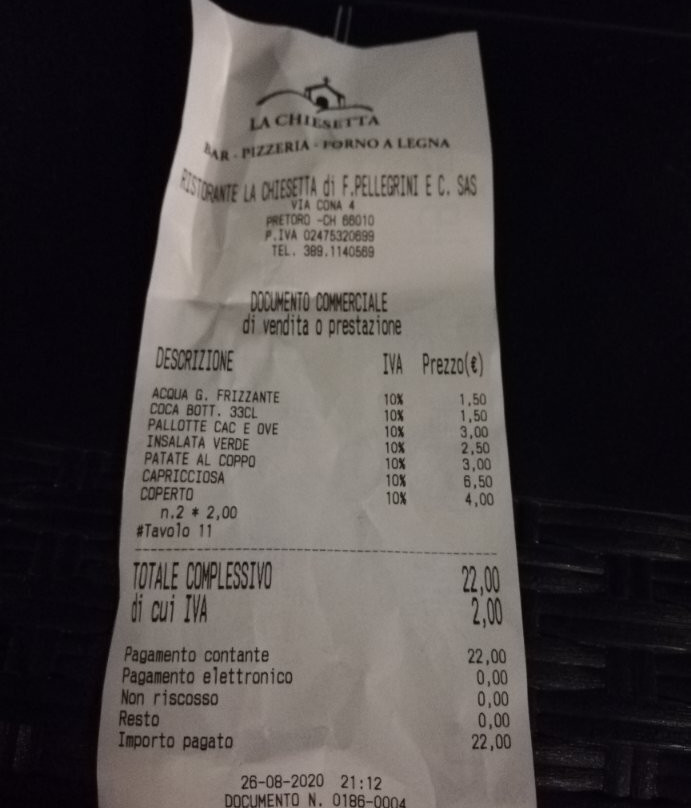 LA CHIESETTA
BAR - PIZZERIA - FORNO A LEGNA
RISTORANTE LA CHIESETTA di F.PELLEGRINI E C. SAS
VIA CONA 4
PRETORO -CH 66010
P.IVA 02475320699
TEL. 389.1140569
DOCUMENTO COMMERCIALE
di vendita o prestazione
DESCRIZIONE IVA Prezzo(€)
ACQUA G. FRIZZANTE 10% 1,50
COCA BOTT. 33CL 10% 1,50
PALLOTTE CAC E OVE 10% 3,00
INSALATA VERDE 10% 2,50
PATATE AL COPPO 10% 3,00
CAPRICCIOSA 10% 6,50
COPERTO 10% 4,00
n.2 * 2,00
#Tavolo 11
TOTALE COMPLESSIVO 22,00
di cui IVA 2,00
Pagamento contante 22,00
Pagamento elettronico 0,00
Non riscosso 0,00
Resto 0,00
Importo pagato 22,00
26-08-2020 21:12
DOCUMENTO N. 0186-0004